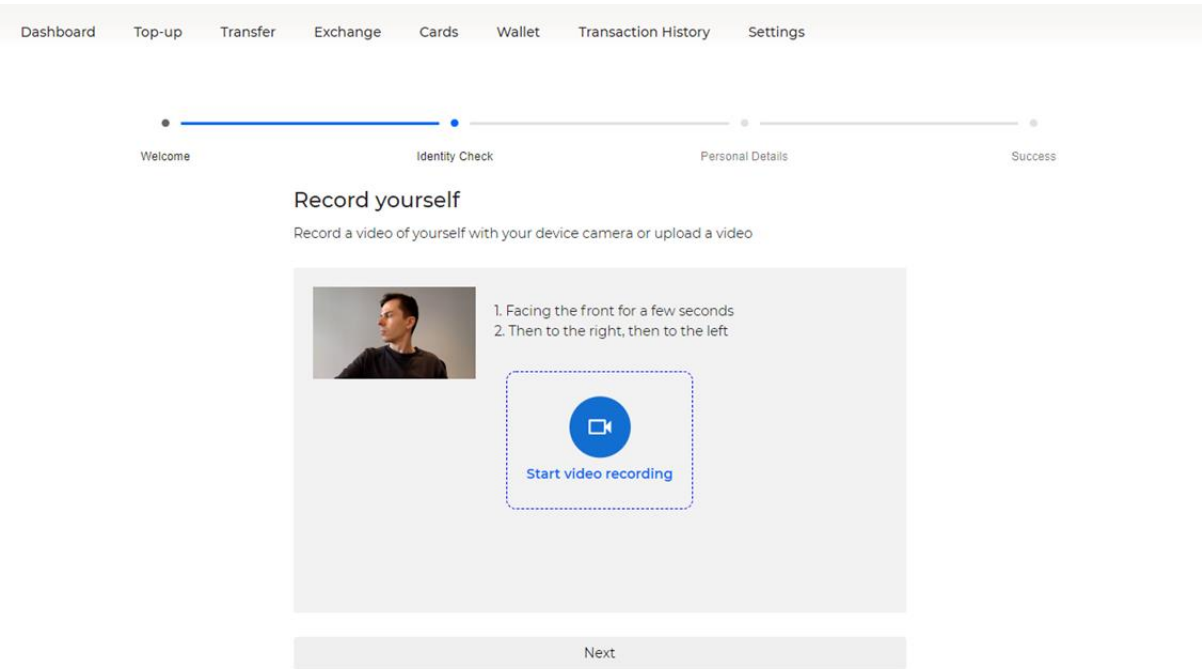 Dashboard Top-up Transfer Exchange Cards Wallet Transaction History Settings
Welcome Identity Check Personal Details Success
Record yourself
Record a video of yourself with your device camera or upload a video
1. Facing the front for a few seconds
2. Then to the right, then to the left
Start video recording
Next